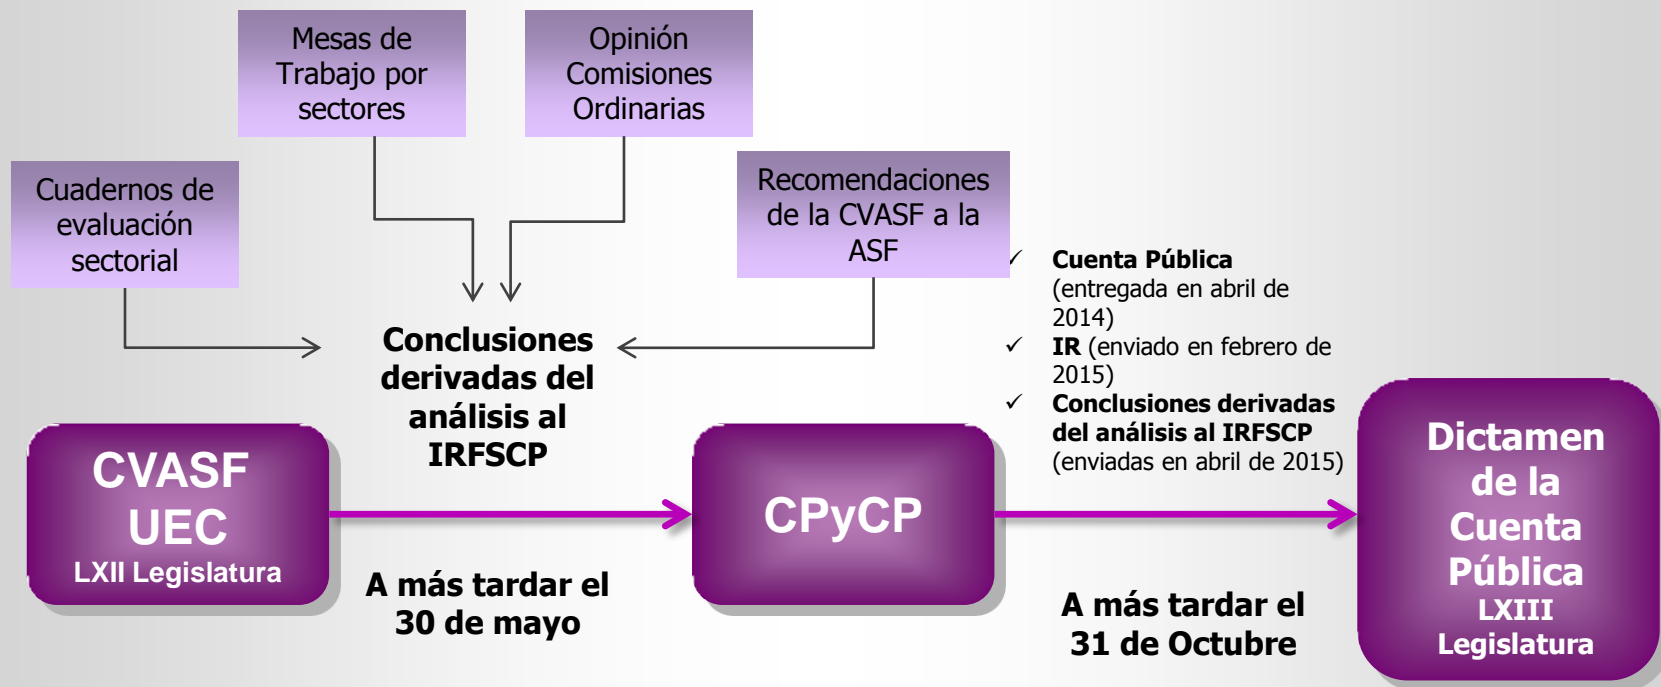 Mesas de
Trabajo por
sectores
Opinión
Comisiones
Ordinarias
Cuadernos de
evaluación
sectorial
Recomendaciones
de la CVASF a la
ASF
Conclusiones
derivadas del
análisis al
IRFSCP
✓ Cuenta Pública
(entregada en abril de
2014)
✓ IR (enviado en febrero de
2015)
✓ Conclusiones derivadas
del análisis al IRFSCP
(enviadas en abril de 2015)
CVASF
UEC
LXII Legislatura
A más tardar el
30 de mayo
CPyCP
A más tardar el
31 de Octubre
Dictamen
de la
Cuenta
Pública
LXIII
Legislatura